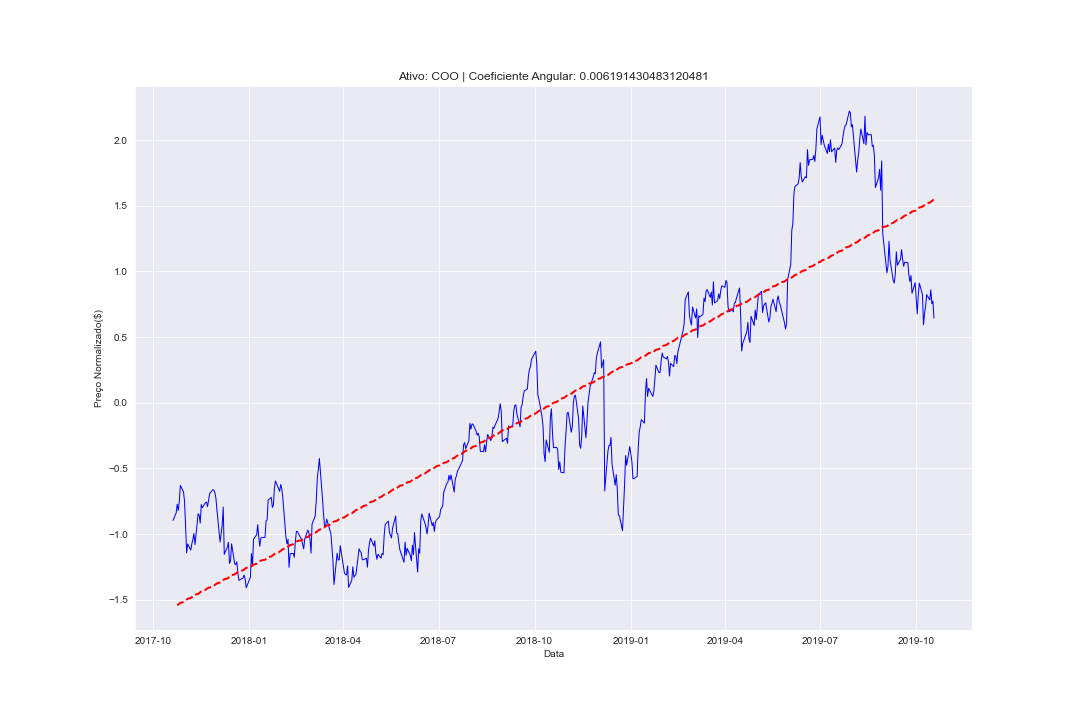 Ativo: COO | Coeficiente Angular: 0.006191430483120481
2.0
1.5
1.0
0.5
0.0
−0.5
−1.0
−1.5
Preço Normalizado($)
2017-10 2018-01 2018-04 2018-07 2018-10 2019-01 2019-04 2019-07 2019-10
Data